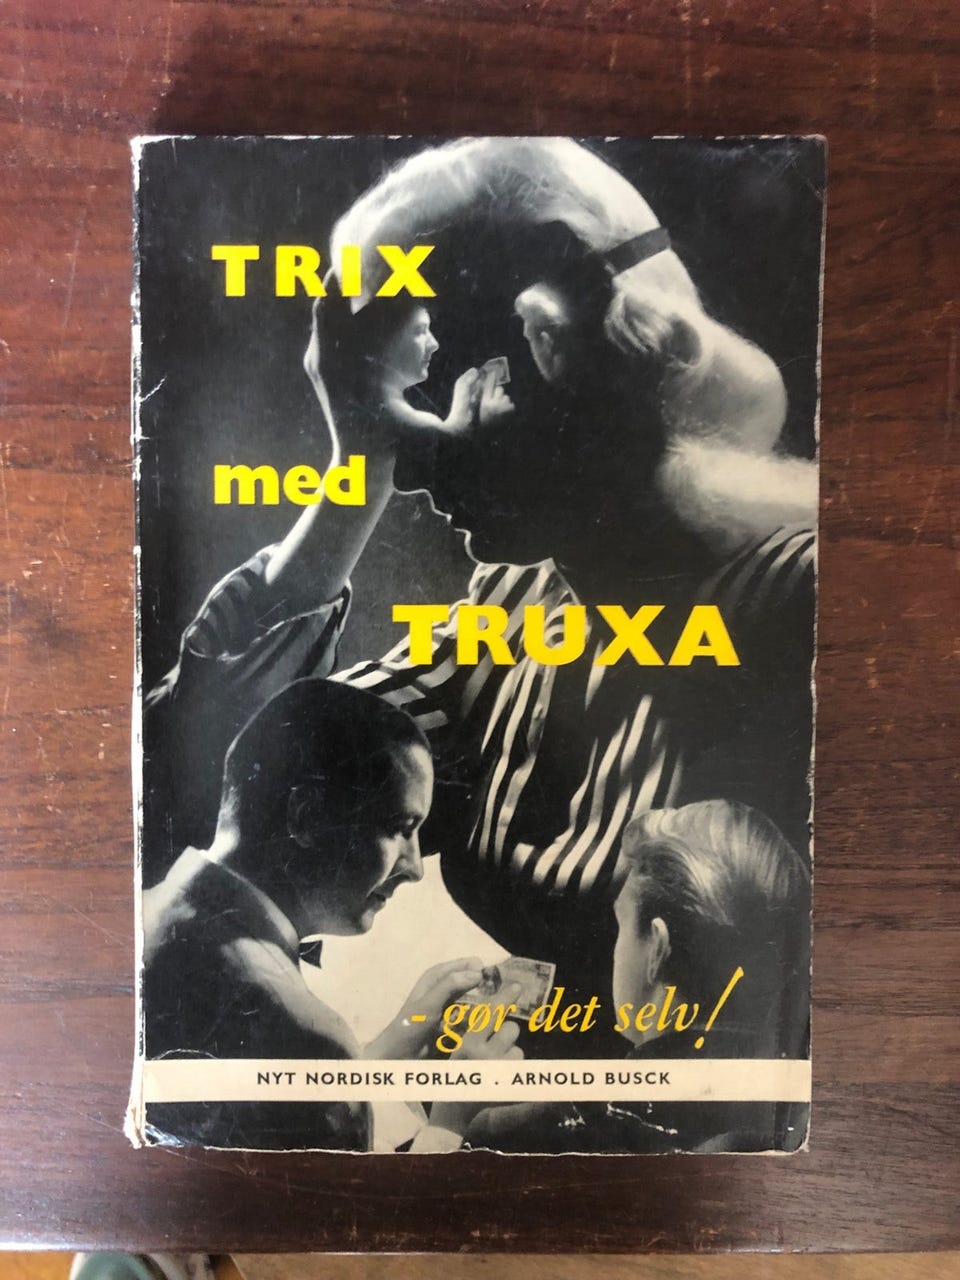 TRIX
med
TRUXA
- gør det selv!
NYT NORDISK FORLAG . ARNOLD BUSCK